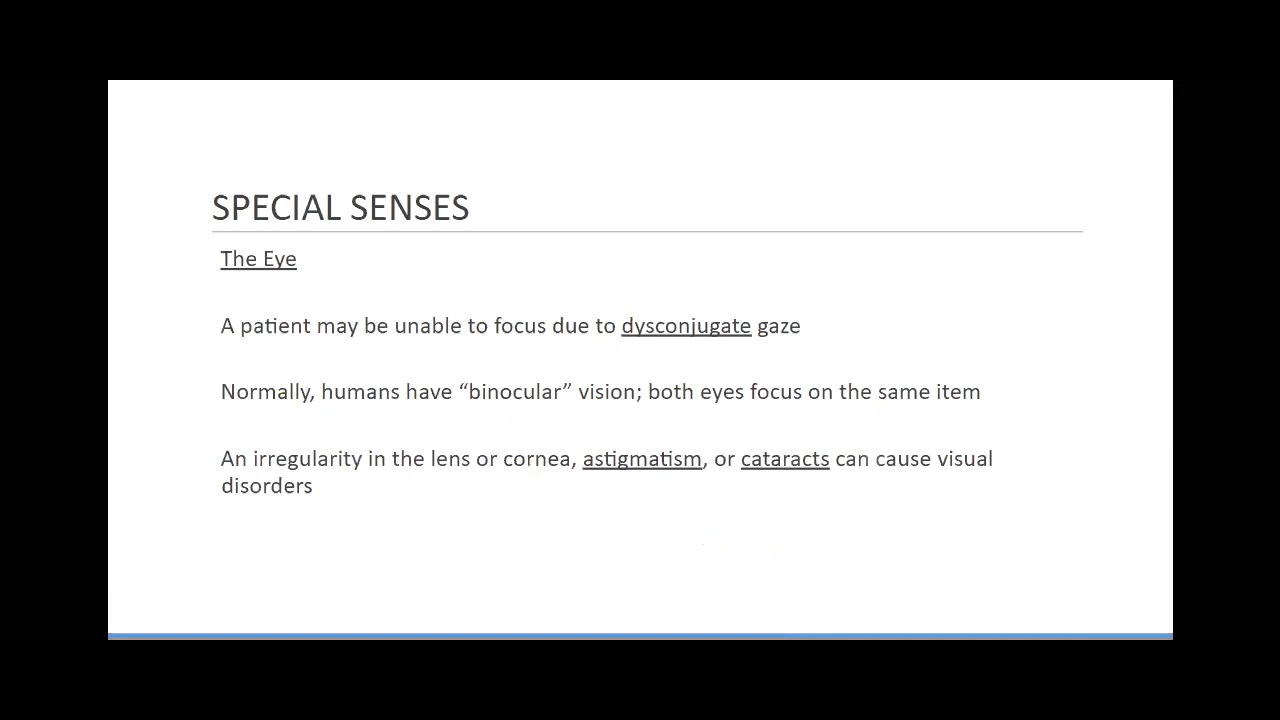 SPECIAL SENSES
The Eye
A patient may be unable to focus due to dysconjugate gaze
Normally, humans have “binocular” vision; both eyes focus on the same item
An irregularity in the lens or cornea, astigmatism, or cataracts can cause visual
disorders